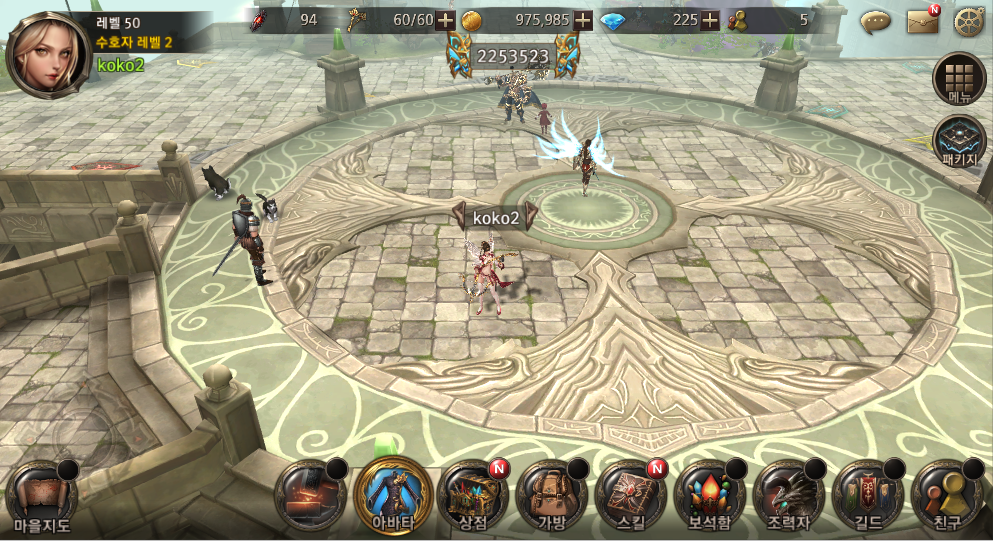 레벨 50
수호자 레벨 2
koko2
94
60/60
975,985
225
5
N
2253523
메뉴
패키지
koko2
마을지도
아바타
상점
N
가방
스킬
N
보석함
조력자
길드
친구